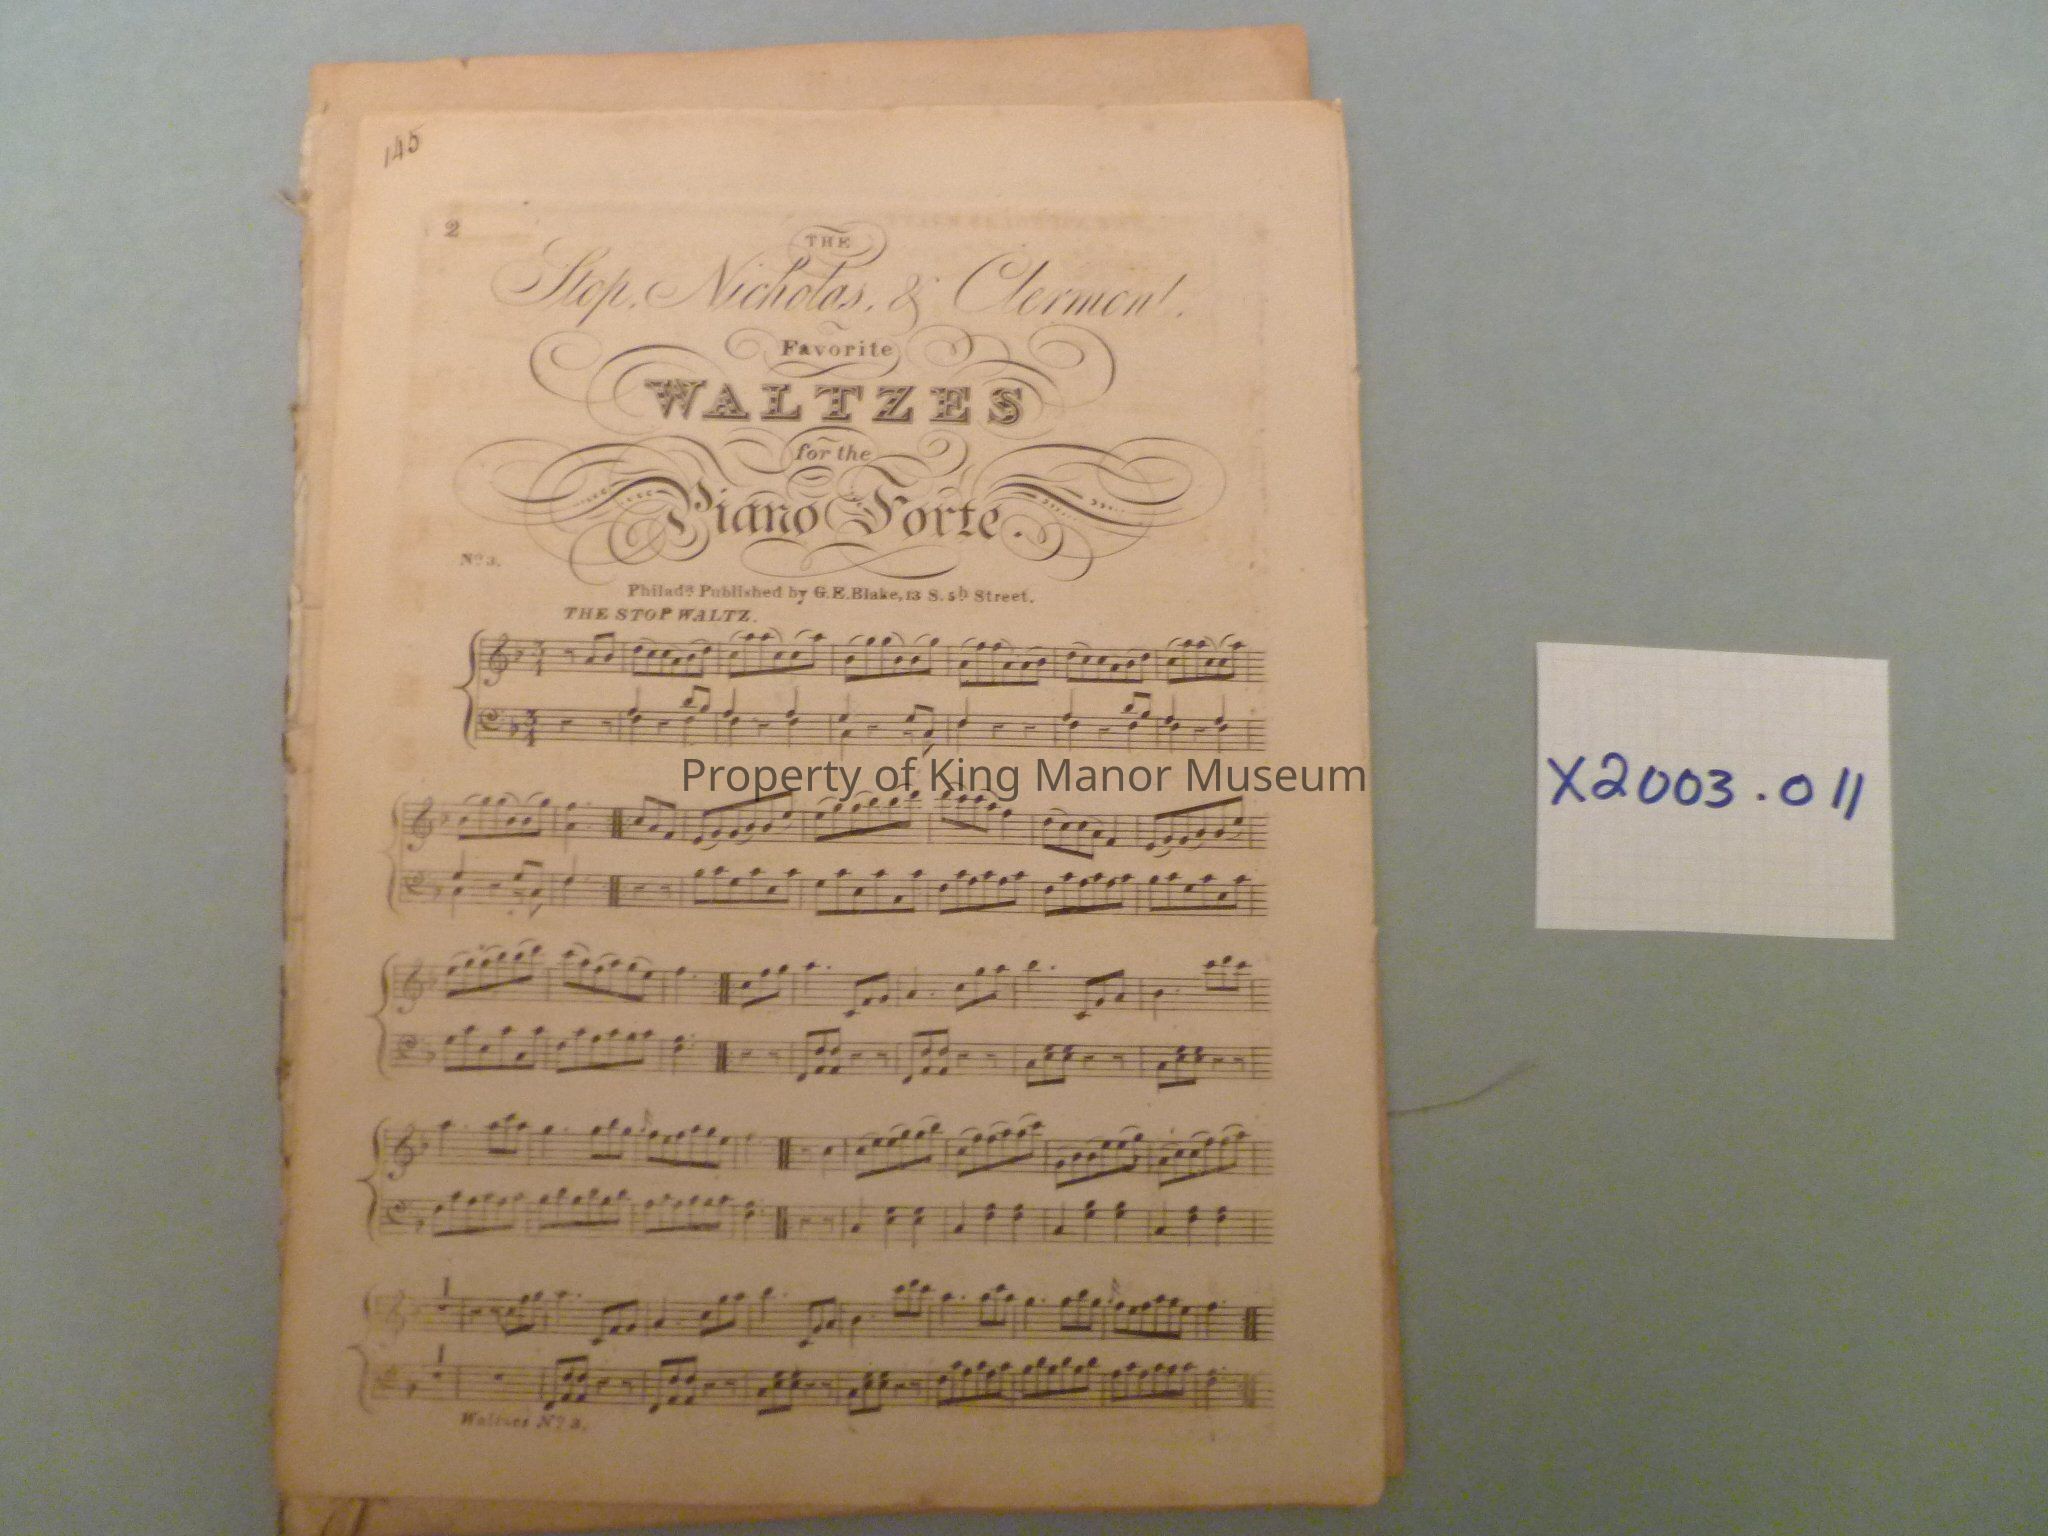 145
2
THE
Stop, Nicholas, & Clermont,
Favorite
WALTZES
for the
Piano Forte.
No. 3.
Philada. Published by G.E.Blake, 13 S. 5th Street.
THE STOP WALTZ.
Property of King Manor Museum
X2003.011
Waltzes No. 3.